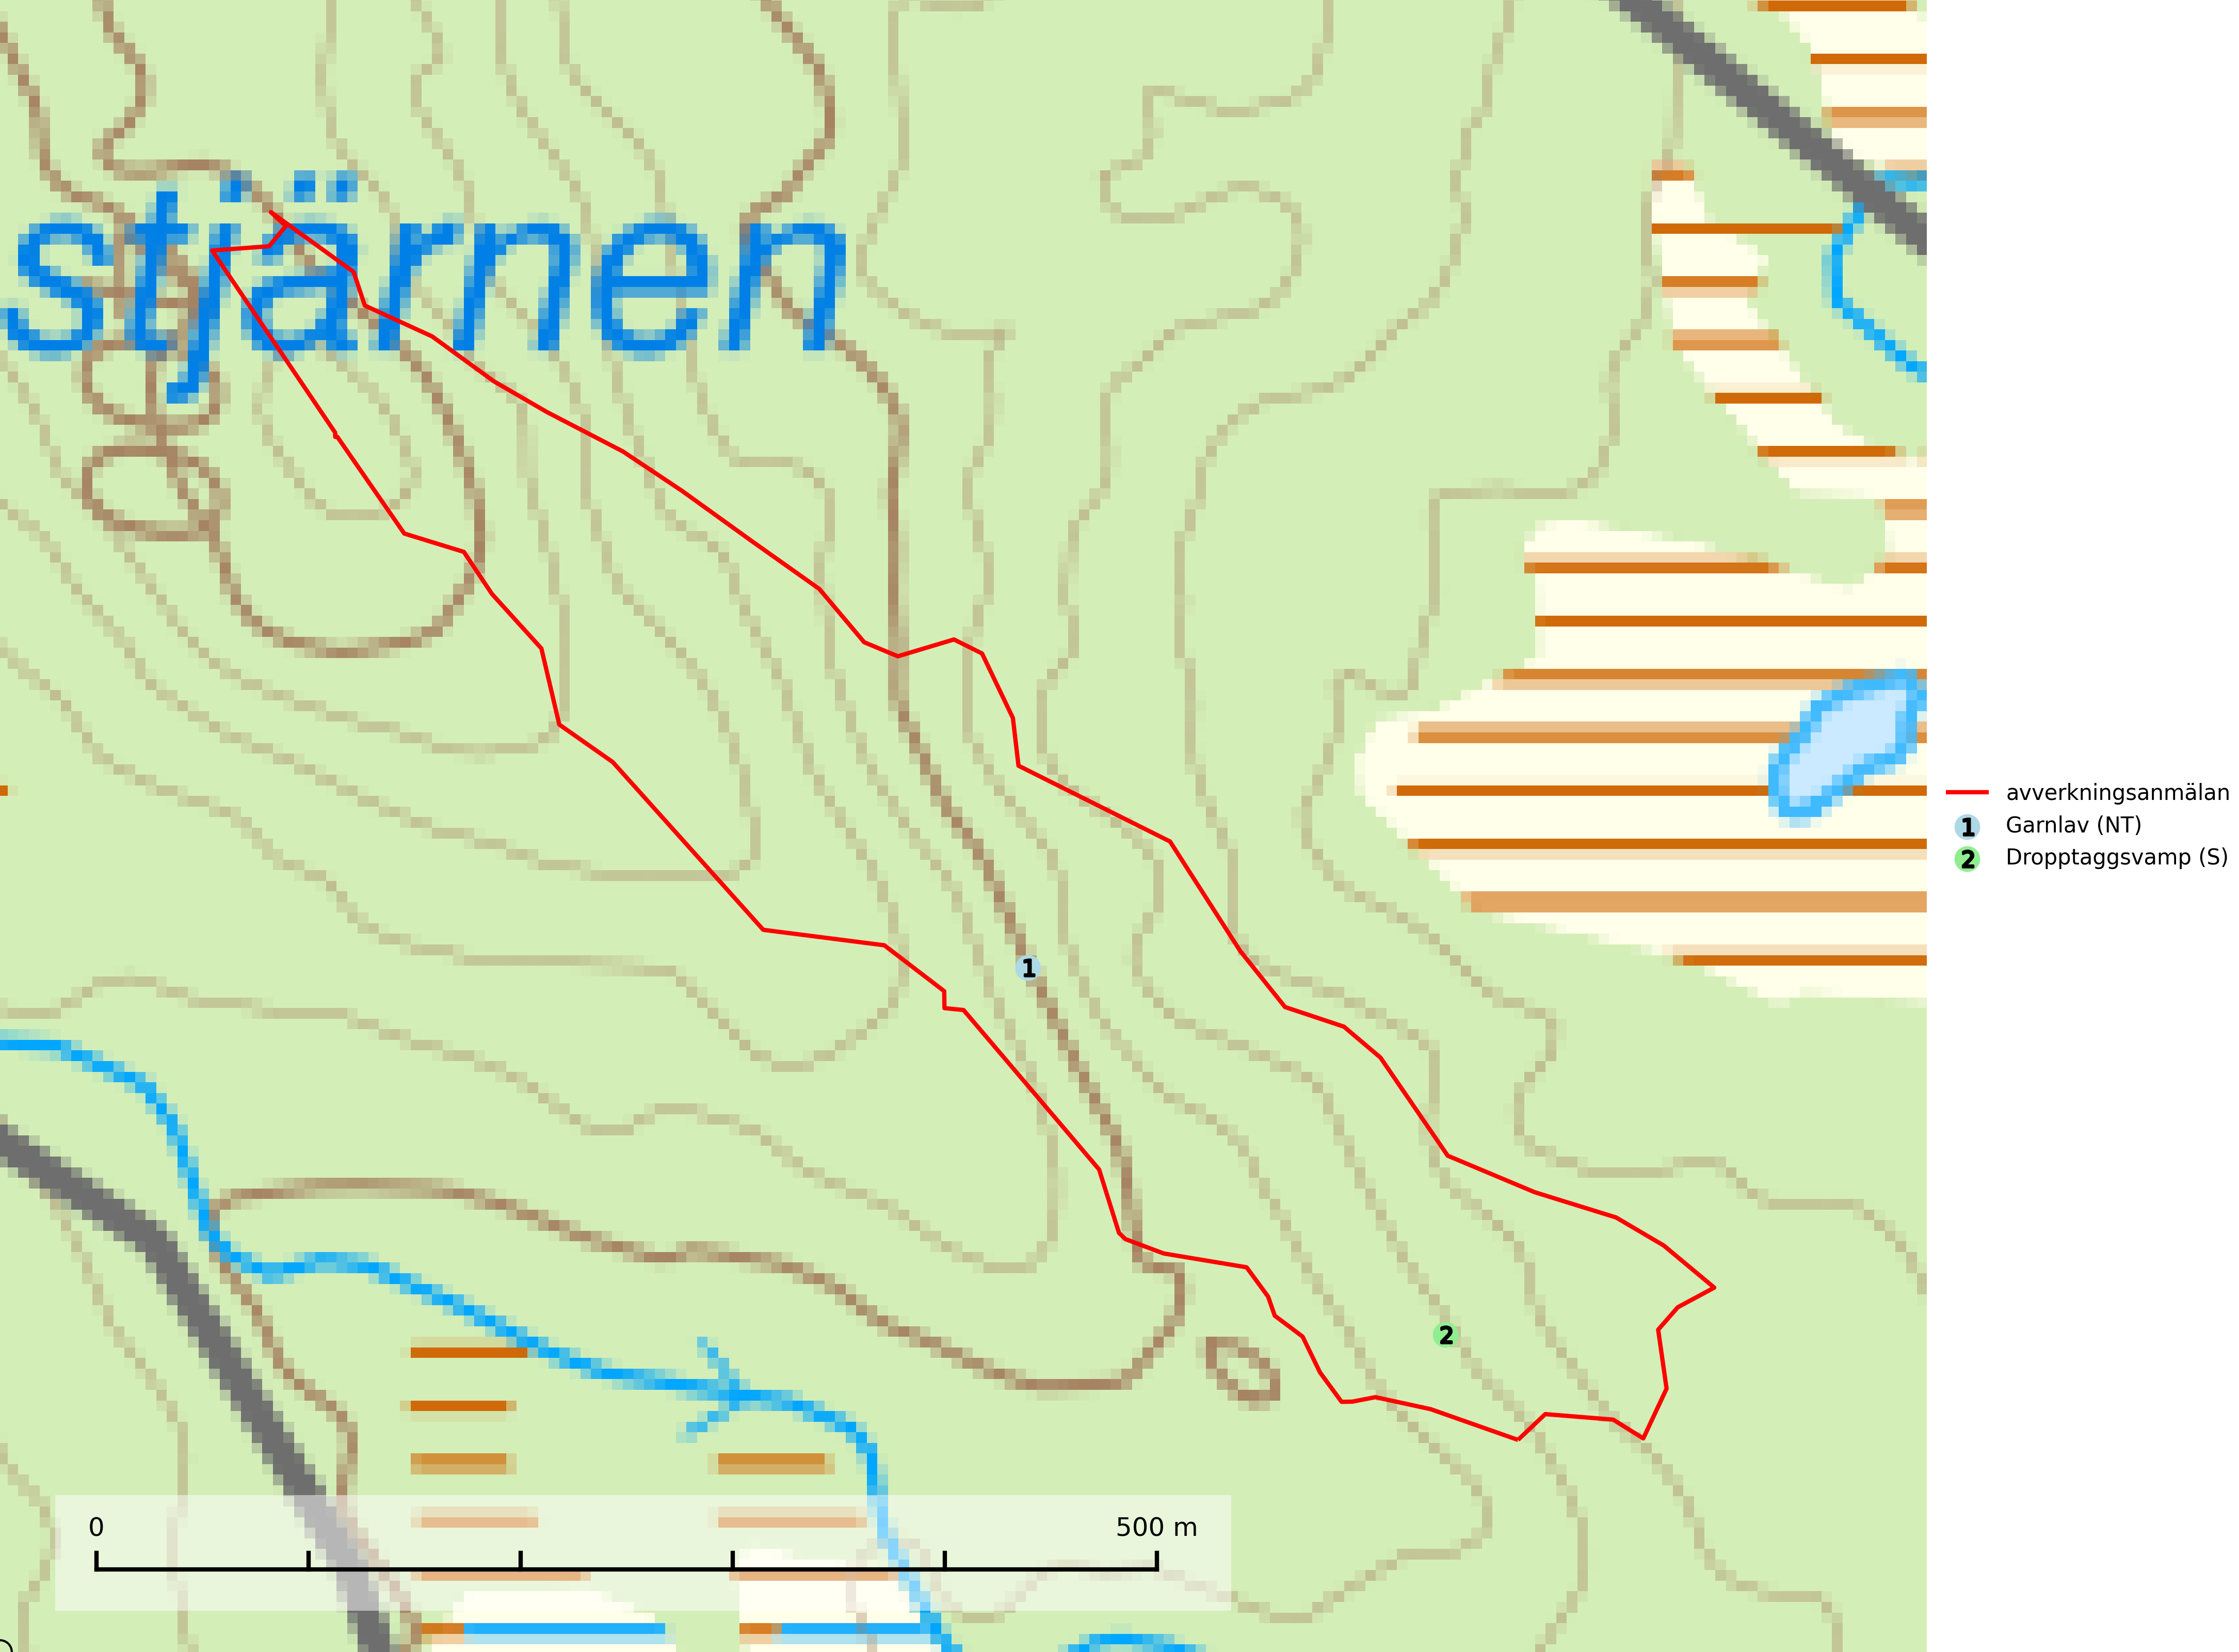 stjärnen
1
2
avverkningsanmälan
1 Garnlav (NT)
2 Dropptaggsvamp (S)
0 500 m